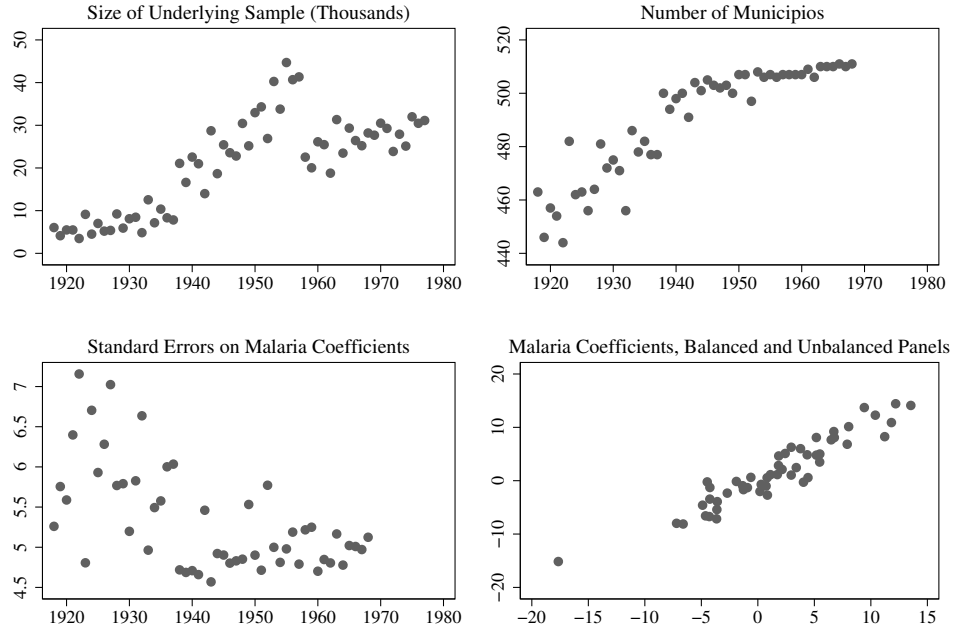 Size of Underlying Sample (Thousands)
50
40
30
20
10
0
1920 1930 1940 1950 1960 1970 1980
Number of Municipios
520
500
480
460
440
1920 1930 1940 1950 1960 1970 1980
Standard Errors on Malaria Coefficients
7
6.5
6
5.5
5
4.5
1920 1930 1940 1950 1960 1970 1980
Malaria Coefficients, Balanced and Unbalanced Panels
20
10
0
−10
−20
−20 −15 −10 −5 0 5 10 15